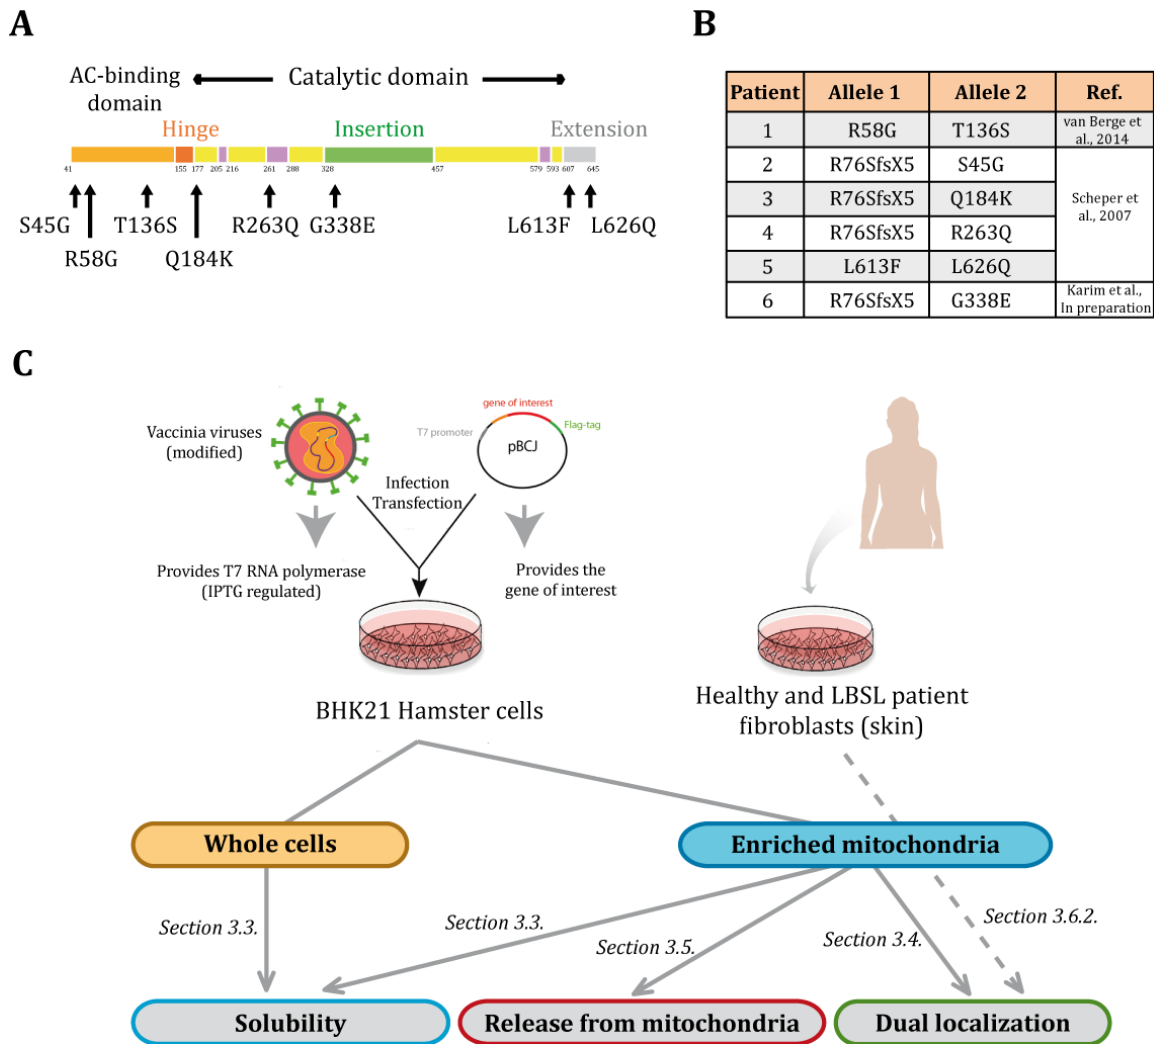 A
AC-binding
domain
Catalytic domain
Hinge
Insertion
Extension
41
155
177
205
216
261
288
328
457
579
593
607
645
S45G
T136S
R263Q
G338E
L613F
L626Q
R58G
Q184K
B
Patient Allele 1 Allele 2 Ref.
1 R58G T136S van Berge et al., 2014
2 R76SfsX5 S45G
3 R76SfsX5 Q184K
Scheper et al., 2007
4 R76SfsX5 R263Q
5 L613F L626Q
6 R76SfsX5 G338E Karim et al., In preparation
C
Vaccinia viruses
(modified)
gene of interest
T7 promoter
Flag-tag
pBCJ
Infection
Transfection
Provides T7 RNA polymerase
(IPTG regulated)
Provides the
gene of interest
BHK21 Hamster cells
Healthy and LBSL patient
fibroblasts (skin)
Whole cells
Enriched mitochondria
Section 3.3.
Section 3.3.
Section 3.5.
Section 3.4.
Section 3.6.2.
Solubility
Release from mitochondria
Dual localization